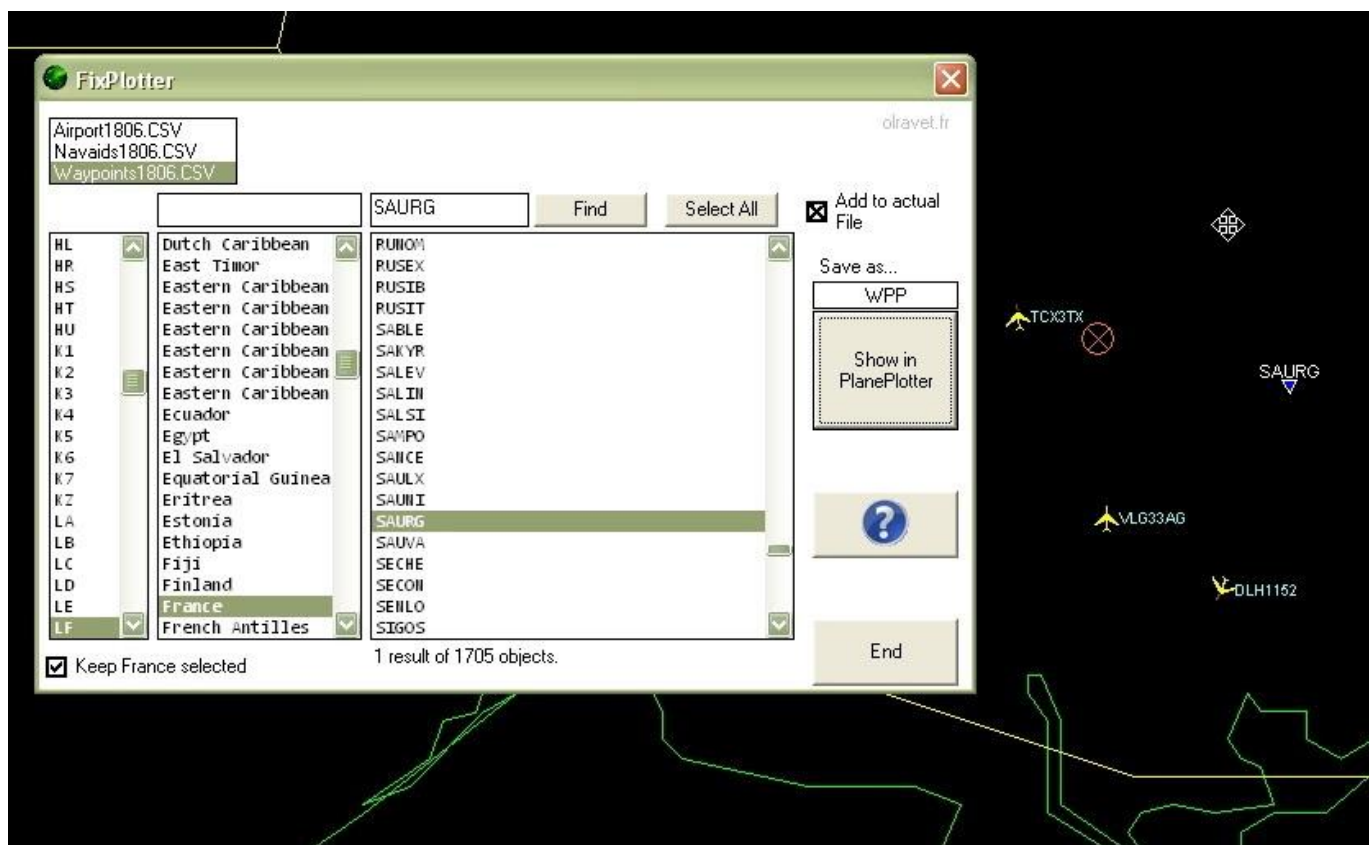 FixPlotter
olravet.fr
Airport1806.CSV
Navaids1806.CSV
Waypoints1806.CSV
SAURG
Find
Select All
Add to actual
File
HL
HR
HS
HT
HU
K1
K2
K3
K4
K5
K6
K7
KZ
LA
LB
LC
LD
LE
LF
Dutch Caribbean
East Timor
Eastern Caribbean
Eastern Caribbean
Eastern Caribbean
Eastern Caribbean
Eastern Caribbean
Eastern Caribbean
Ecuador
Egypt
El Salvador
Equatorial Guinea
Eritrea
Estonia
Ethiopia
Fiji
Finland
France
French Antilles
RUNOM
RUSEX
RUSIB
RUSIT
SABLE
SAKYR
SALEV
SALIN
SALSI
SAMPO
SANCE
SAULX
SAUNI
SAURG
SAUVA
SECHE
SECON
SENLO
SIGOS
Save as...
WPP
Show in
PlanePlotter
?
End
Keep France selected
1 result of 1705 objects.
TCX3TX
SAURG
VLG33AG
DLH1152